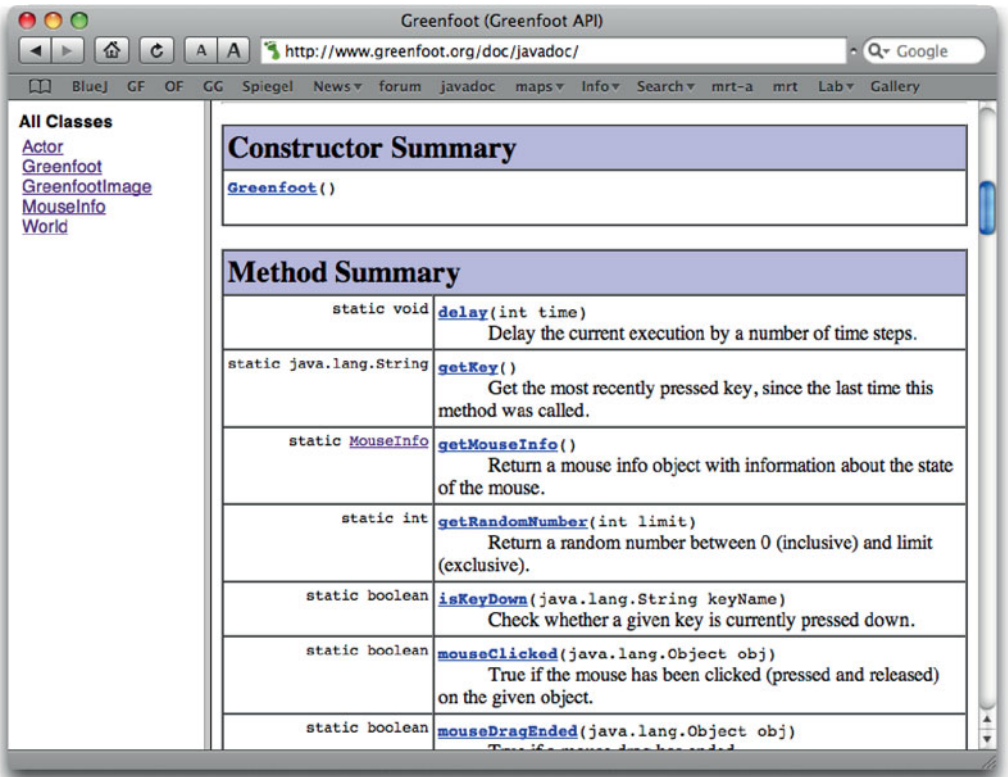 Greenfoot (Greenfoot API)
A A http://www.greenfoot.org/doc/javadoc/ Google
BlueJ GF OF GG Spiegel News forum javadoc maps Info Search mrt-a mrt Lab Gallery
All Classes
Actor
Greenfoot
GreenfootImage
MouseInfo
World
Constructor Summary
Greenfoot()
Method Summary
static void delay(int time)
Delay the current execution by a number of time steps.
static java.lang.String getKey()
Get the most recently pressed key, since the last time this
method was called.
static MouseInfo getMouseInfo()
Return a mouse info object with information about the state
of the mouse.
static int getRandomNumber(int limit)
Return a random number between 0 (inclusive) and limit
(exclusive).
static boolean isKeyDown(java.lang.String keyName)
Check whether a given key is currently pressed down.
static boolean mouseClicked(java.lang.Object obj)
True if the mouse has been clicked (pressed and released)
on the given object.
static boolean mouseDragEnded(java.lang.Object obj)
True if a mouse drag has ended